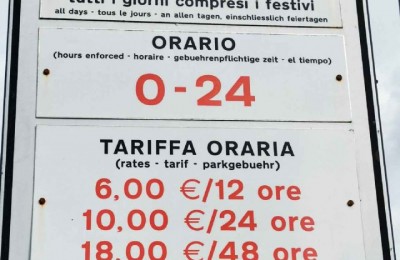 tutti i giorni compresi i festivi
all days - tous le jours - an allen tagen, einschliesslich feiertagen
ORARIO
(hours enforced - horaire - gebuehrenpflichtige zeit - el tiempo)
0 - 24
TARIFFA ORARIA
(rates - tarif - parkgebuehr)
6,00 €/12 ore
10,00 €/24 ore
18,00 €/48 ore